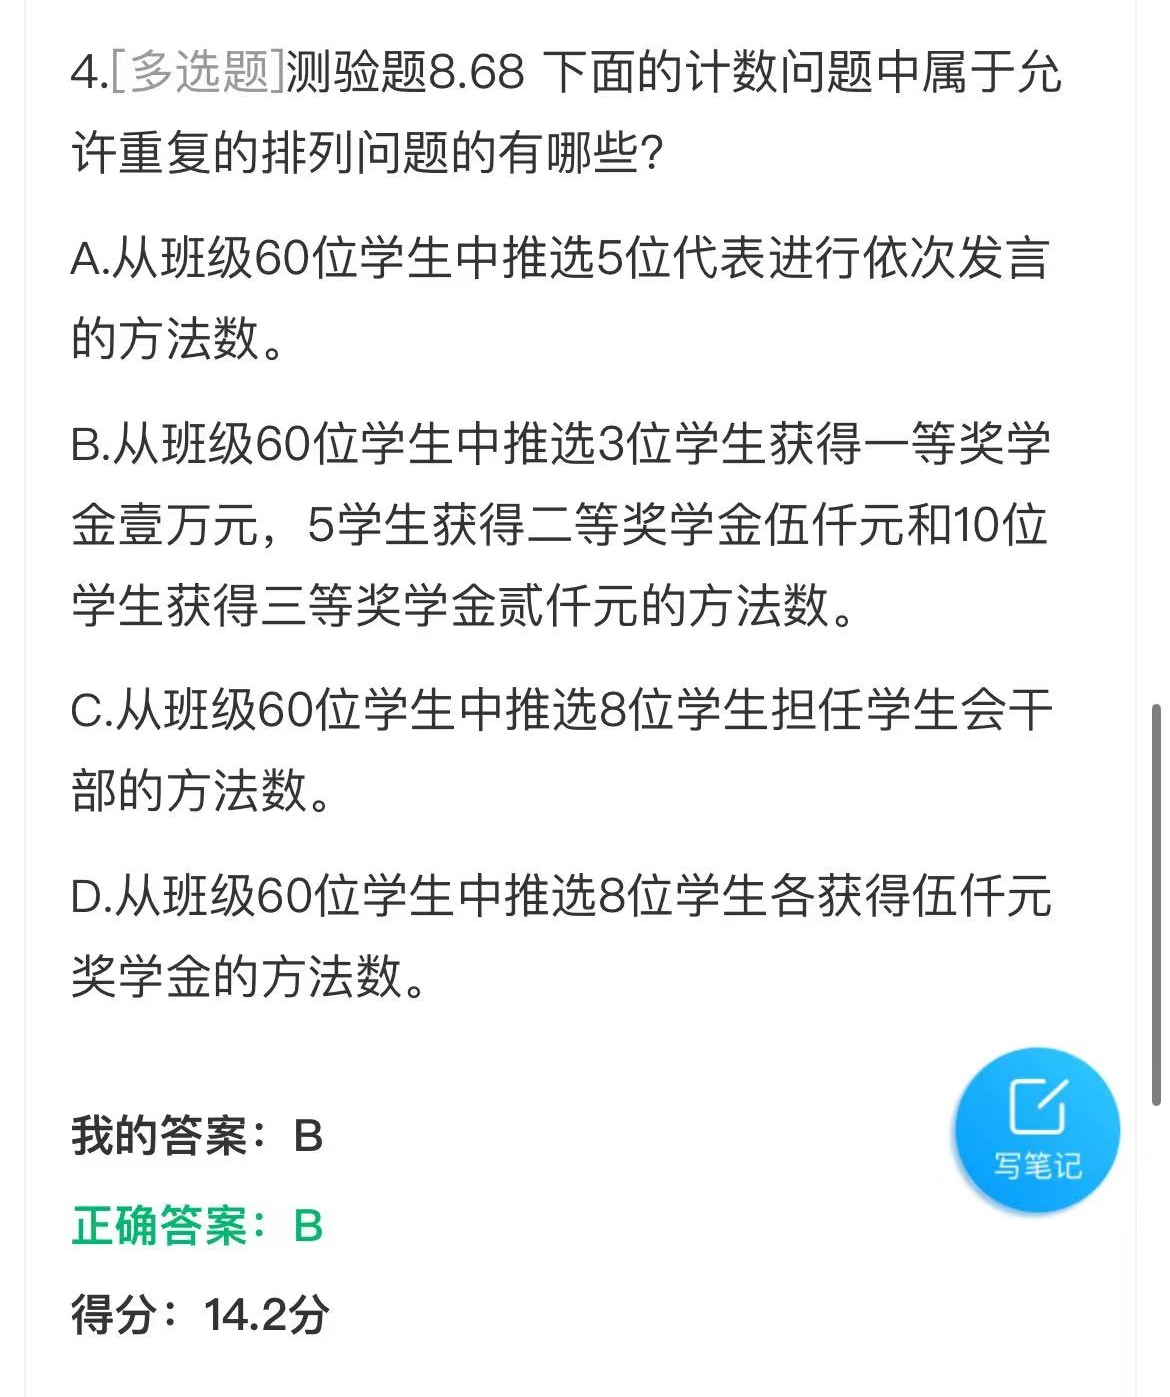 4.[多选题]测验题8.68 下面的计数问题中属于允
许重复的排列问题的有哪些?
A.从班级60位学生中推选5位代表进行依次发言
的方法数。
B.从班级60位学生中推选3位学生获得一等奖学
金壹万元，5学生获得二等奖学金伍仟元和10位
学生获得三等奖学金贰仟元的方法数。
C.从班级60位学生中推选8位学生担任学生会干
部的方法数。
D.从班级60位学生中推选8位学生各获得伍仟元
奖学金的方法数。
写笔记
我的答案：B
正确答案：B
得分：14.2分